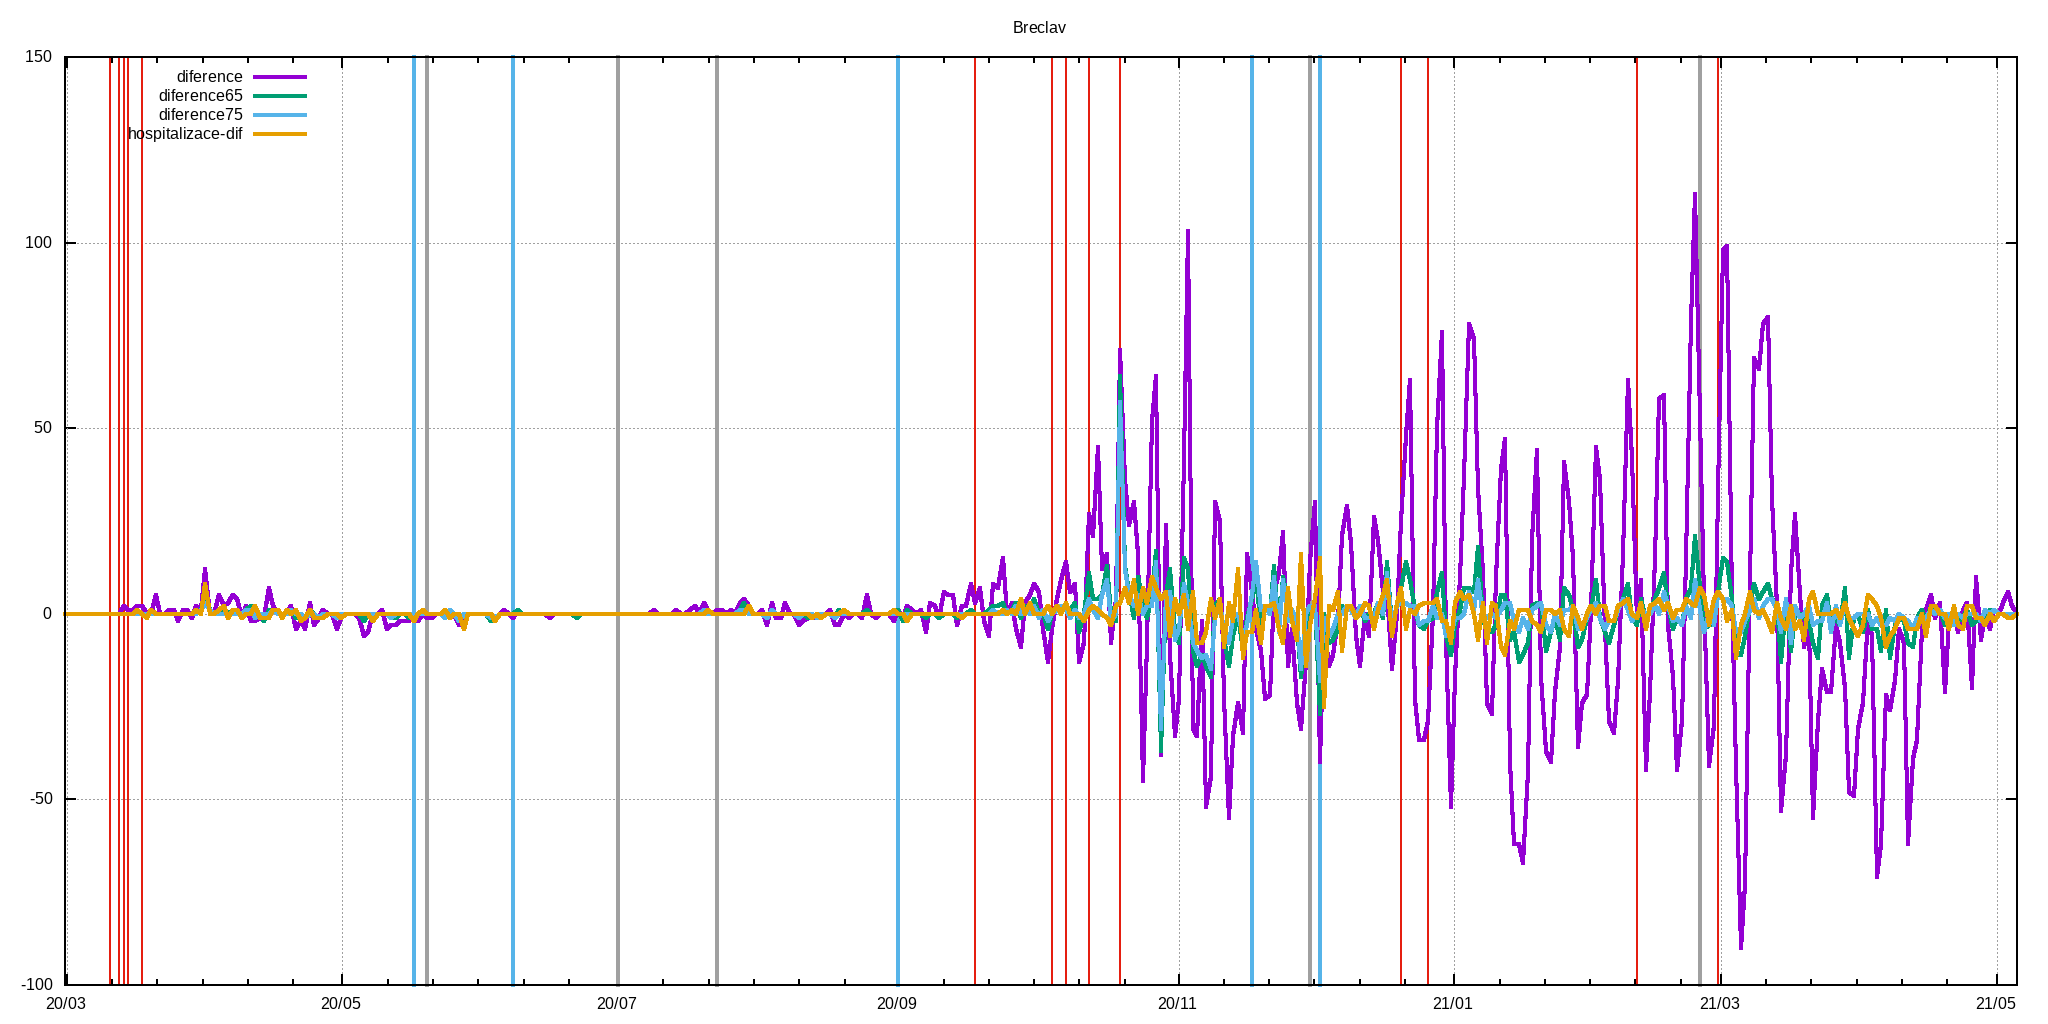 Breclav
150
100
50
0
-50
-100
diference
diference65
diference75
hospitalizace-dif
20/03 20/05 20/07 20/09 20/11 21/01 21/03 21/05